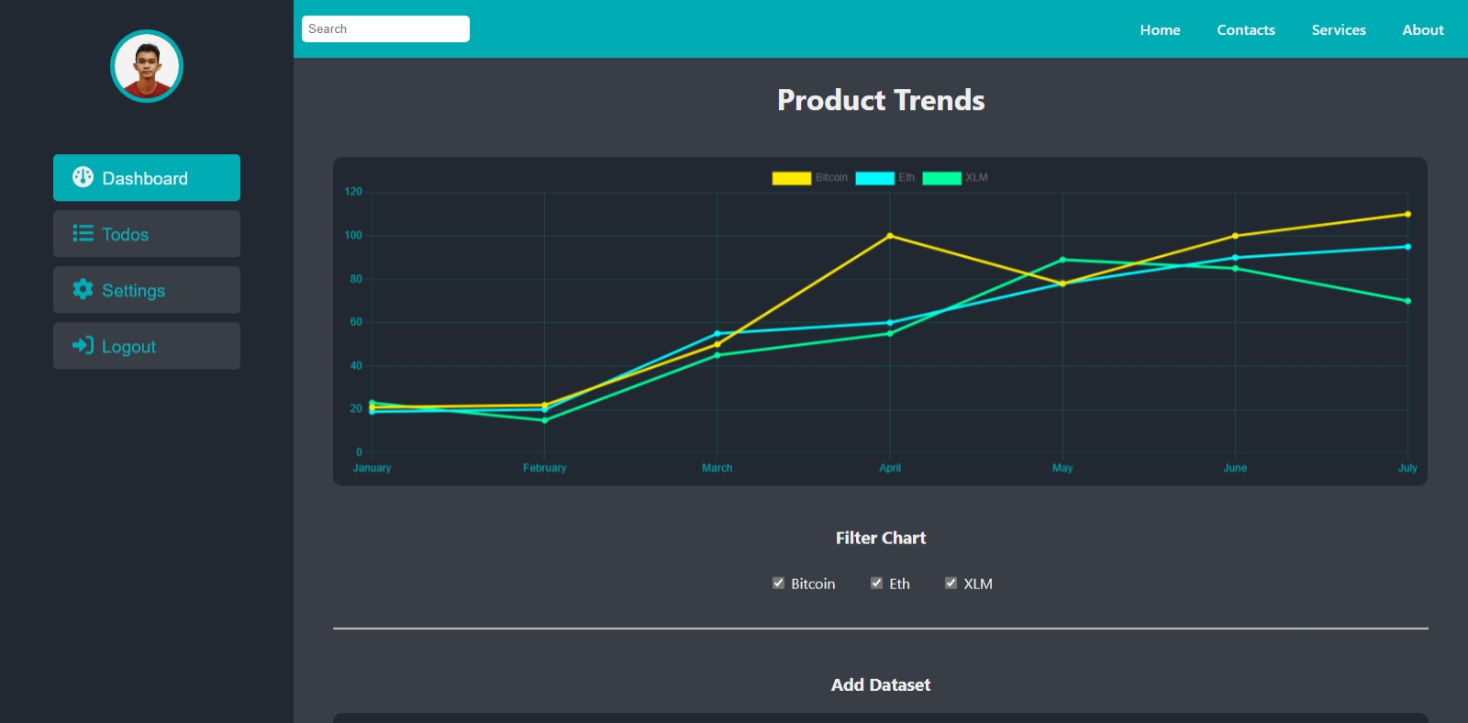 Search
Home Contacts Services About
Dashboard
Todos
Settings
Logout
Product Trends
Bitcoin Eth XLM
120
100
80
60
40
20
0
January February March April May June July
Filter Chart
Bitcoin Eth XLM
Add Dataset